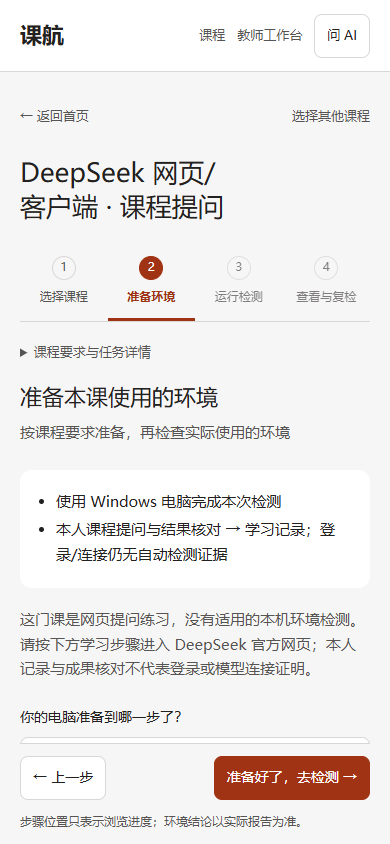 课航
课程 教师工作台 问 AI
← 返回首页 选择其他课程
DeepSeek 网页/
客户端 · 课程提问
1 2 3 4
选择课程 准备环境 运行检测 查看与复检
▶ 课程要求与任务详情
准备本课使用的环境
按课程要求准备，再检查实际使用的环境
• 使用 Windows 电脑完成本次检测
• 本人课程提问与结果核对 → 学习记录；登
录/连接仍无自动检测证据
这门课是网页提问练习，没有适用的本机环境检测。
请按下方学习步骤进入 DeepSeek 官方网页；本人
记录与成果核对不代表登录或模型连接证明。
你的电脑准备到哪一步了？
← 上一步 准备好了，去检测 →
步骤位置只表示浏览进度；环境结论以实际报告为准。